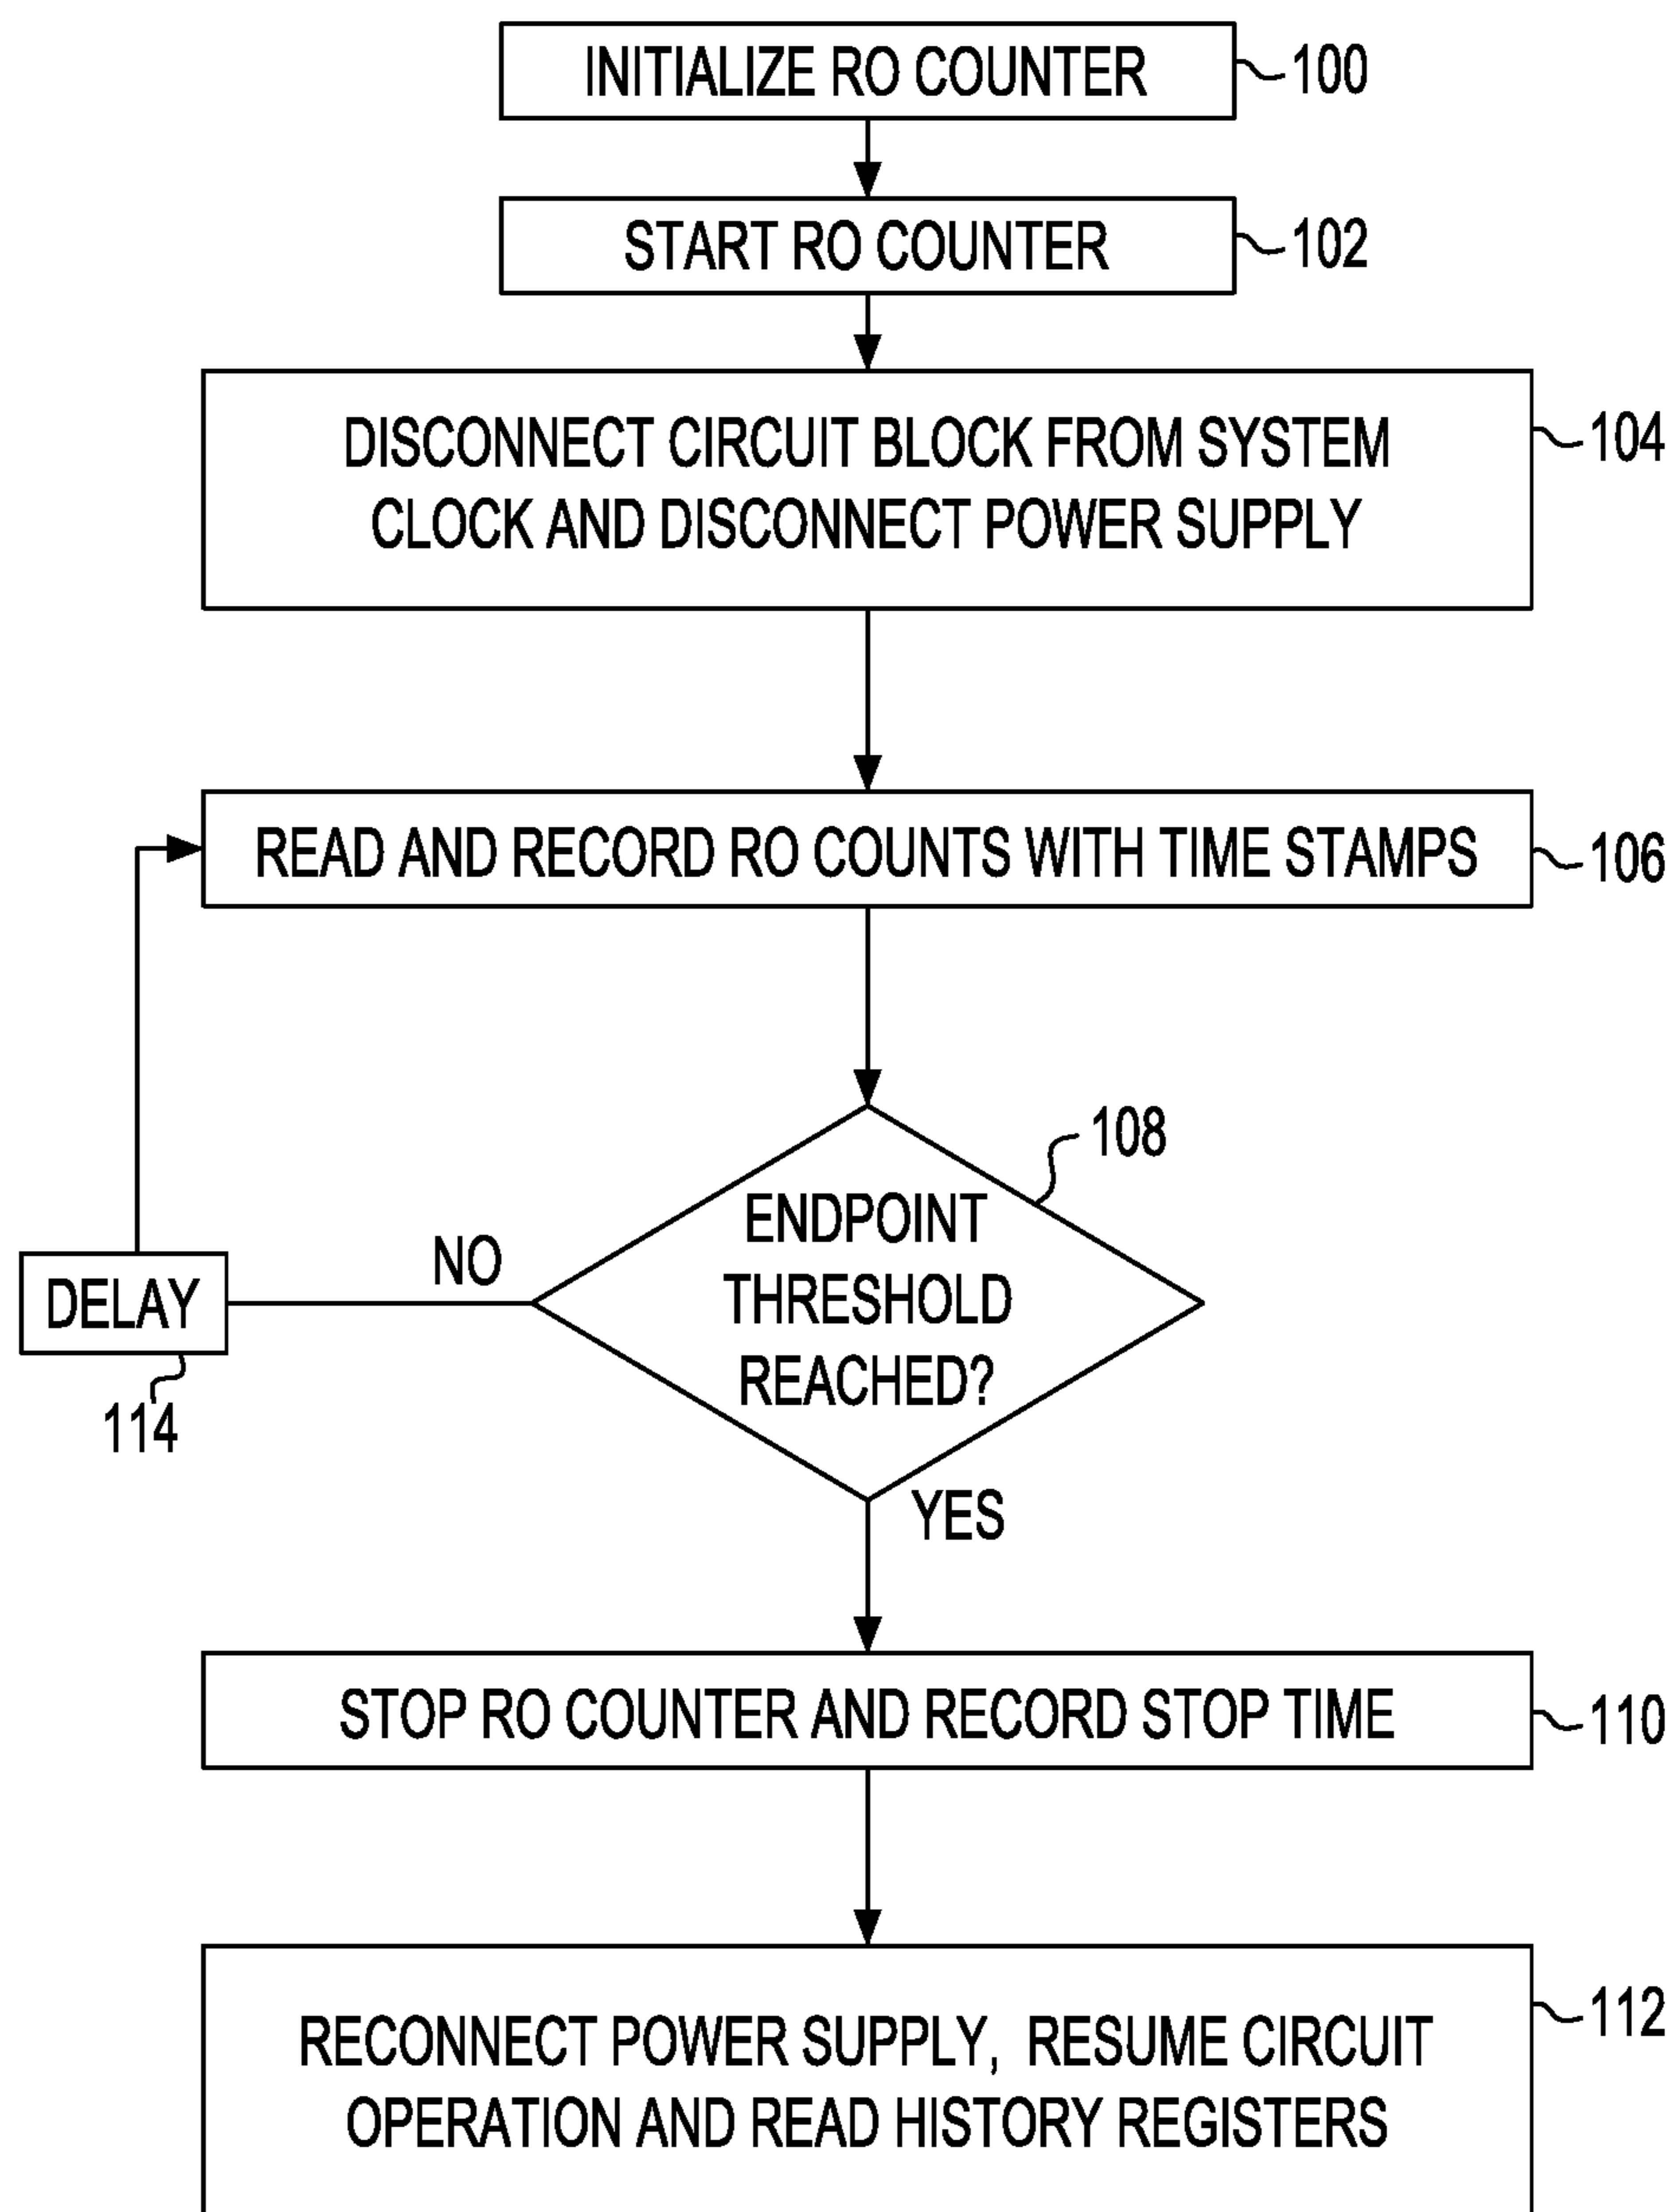 INITIALIZE RO COUNTER
100
START RO COUNTER
102
DISCONNECT CIRCUIT BLOCK FROM SYSTEM
CLOCK AND DISCONNECT POWER SUPPLY
104
READ AND RECORD RO COUNTS WITH TIME STAMPS
106
108
ENDPOINT
THRESHOLD
REACHED?
NO
DELAY
114
YES
STOP RO COUNTER AND RECORD STOP TIME
110
RECONNECT POWER SUPPLY, RESUME CIRCUIT
OPERATION AND READ HISTORY REGISTERS
112